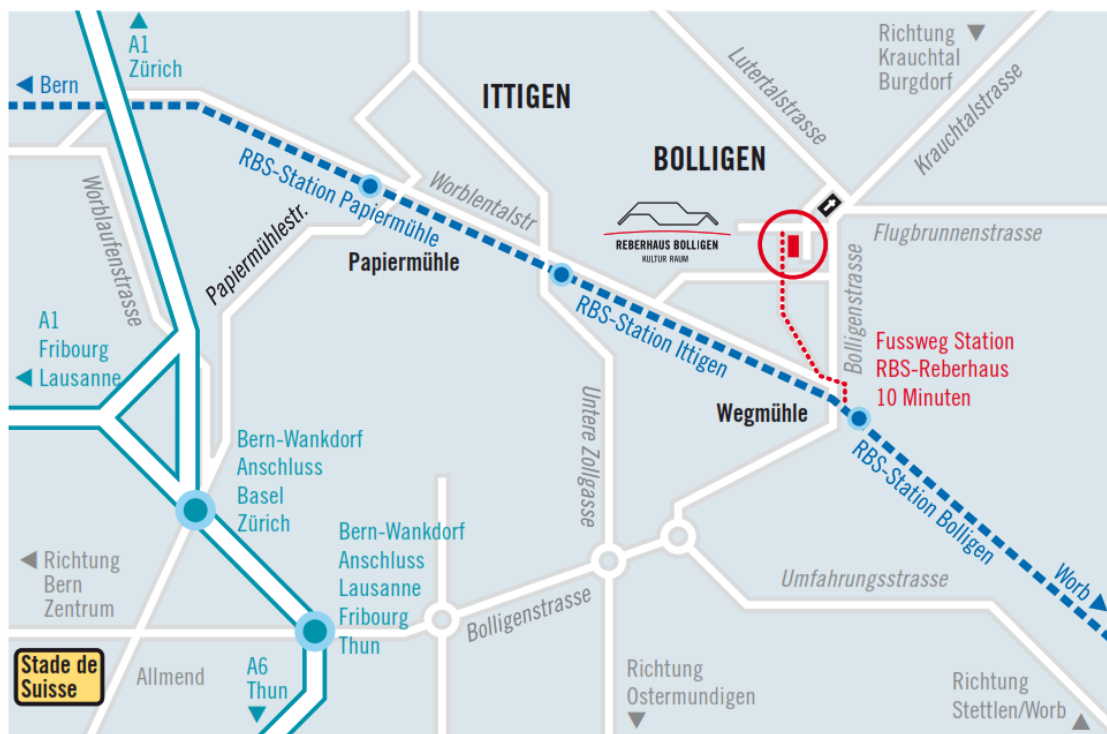 A1
Zürich
Bern
ITTIGEN
Lutertalstrasse
Richtung
Krauchtal
Burgdorf
Krauchtalstrasse
BOLLIGEN
RBS-Station Papiermühle
Worblentalstr
Worblaufenstrasse
Papiermühlestr.
Papiermühle
REBERHAUS BOLLIGEN
KULTUR RAUM
Flugbrunnenstrasse
Bolligenstrasse
RBS-Station Ittigen
A1
Fribourg
Lausanne
Fussweg Station
RBS-Reberhaus
10 Minuten
Wegmühle
Untere Zollgasse
RBS-Station Bolligen
Bern-Wankdorf
Anschluss
Basel
Zürich
Bern-Wankdorf
Anschluss
Lausanne
Fribourg
Thun
Richtung
Bern
Zentrum
Bolligenstrasse
Umfahrungsstrasse
Worb
Stade de
Suisse
Allmend
A6
Thun
Richtung
Ostermundigen
Richtung
Stettlen/Worb